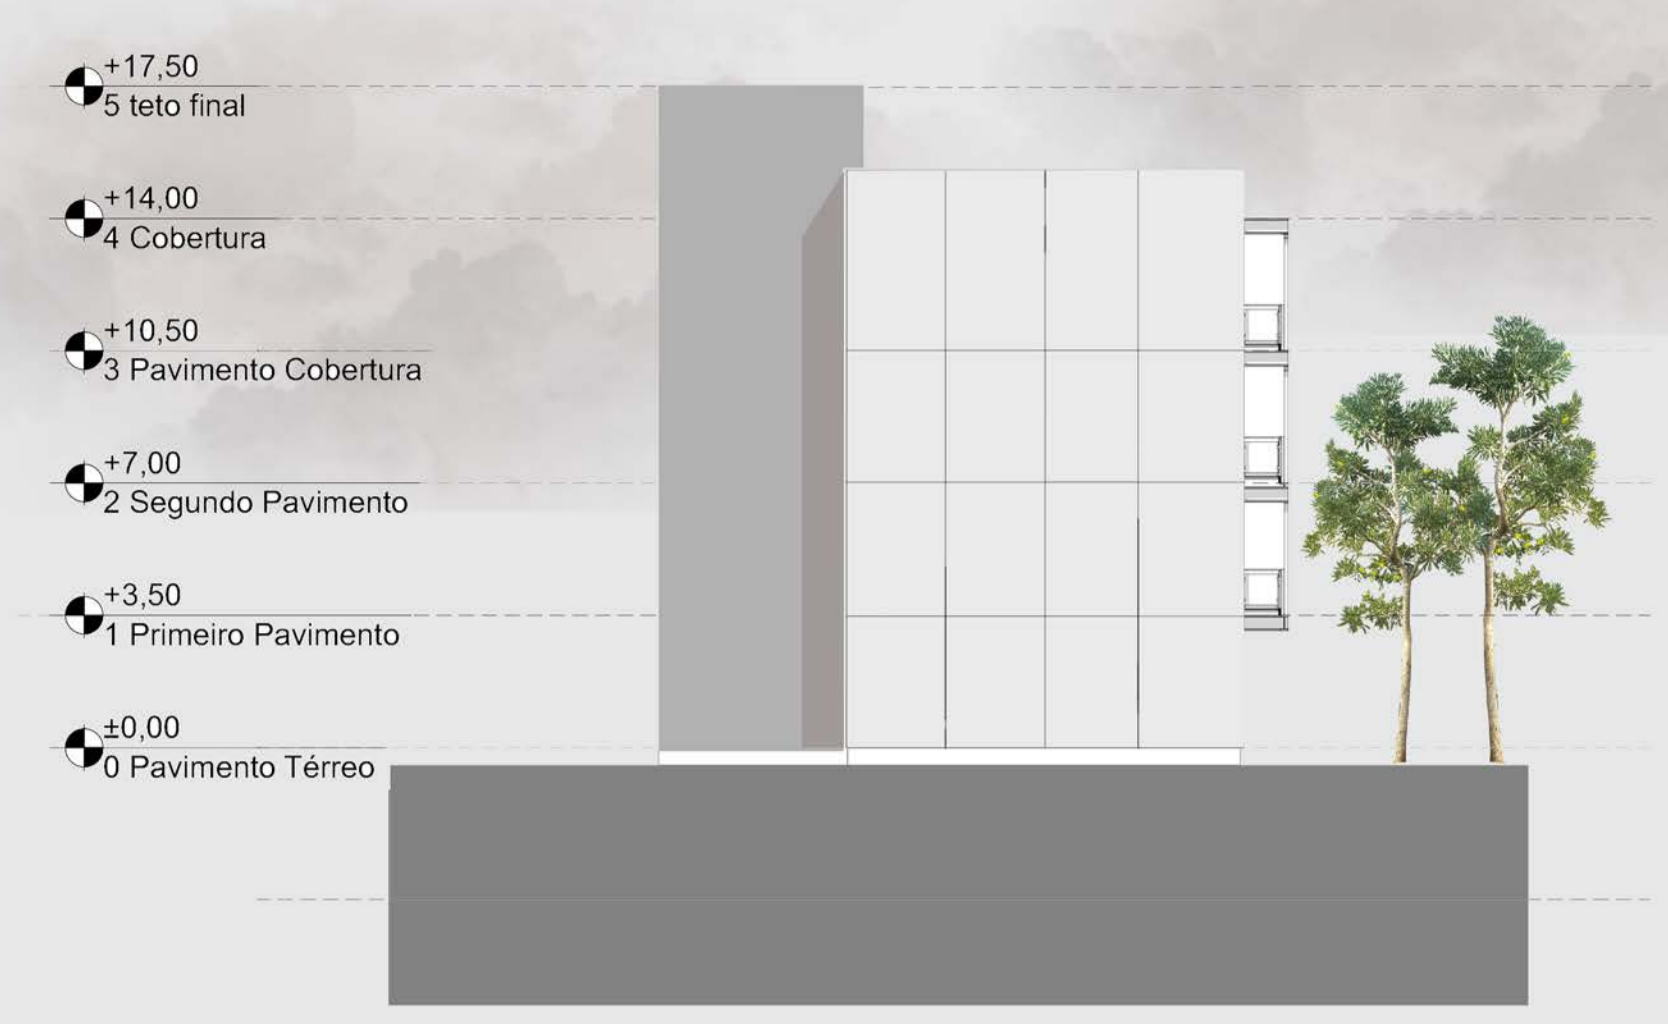 +17,50
5 teto final
+14,00
4 Cobertura
+10,50
3 Pavimento Cobertura
+7,00
2 Segundo Pavimento
+3,50
1 Primeiro Pavimento
±0,00
0 Pavimento Térreo